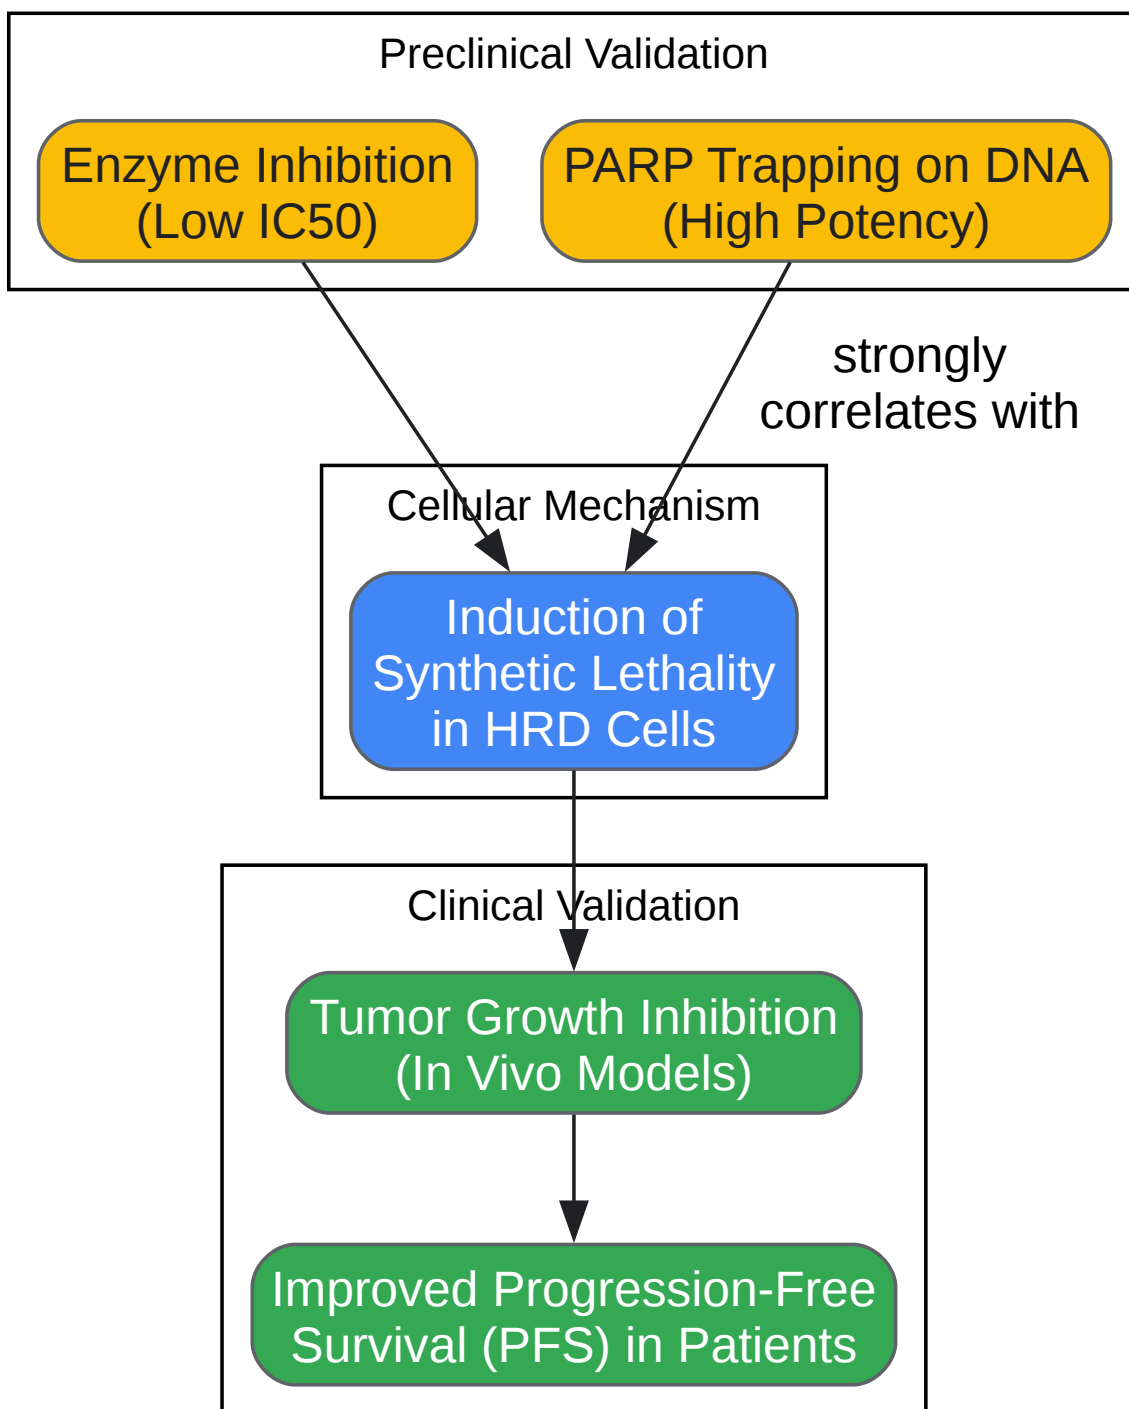 Preclinical Validation
Enzyme Inhibition
(Low IC50)
PARP Trapping on DNA
(High Potency)
strongly
correlates with
Cellular Mechanism
Induction of
Synthetic Lethality
in HRD Cells
Clinical Validation
Tumor Growth Inhibition
(In Vivo Models)
Improved Progression-Free
Survival (PFS) in Patients